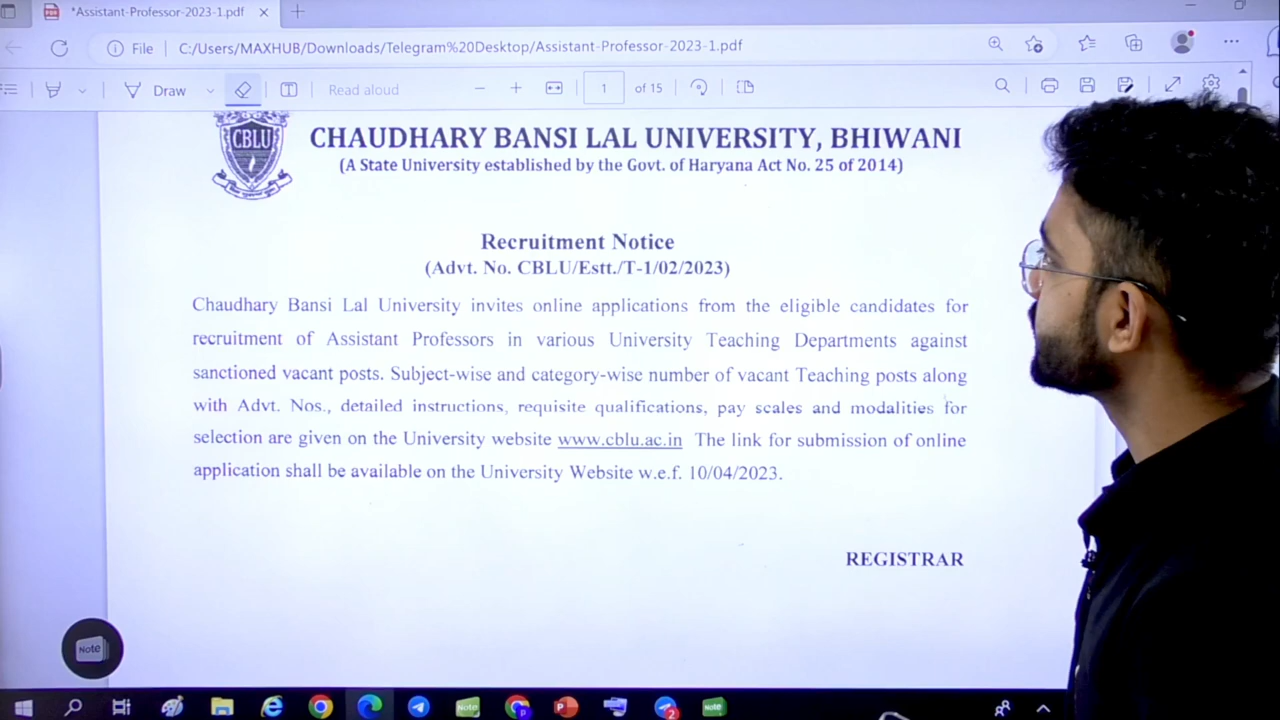 *Assistant-Professor-2023-1.pdf
File C:/Users/MAXHUB/Downloads/Telegram%20Desktop/Assistant-Professor-2023-1.pdf
Draw Read aloud 1 of 15
CBLU
CHAUDHARY BANSI LAL UNIVERSITY, BHIWANI
(A State University established by the Govt. of Haryana Act No. 25 of 2014)
Recruitment Notice
(Advt. No. CBLU/Estt./T-1/02/2023)
Chaudhary Bansi Lal University invites online applications from the eligible candidates for
recruitment of Assistant Professors in various University Teaching Departments against
sanctioned vacant posts. Subject-wise and category-wise number of vacant Teaching posts along
with Advt. Nos., detailed instructions, requisite qualifications, pay scales and modalities for
selection are given on the University website www.cblu.ac.in The link for submission of online
application shall be available on the University Website w.e.f. 10/04/2023.
REGISTRAR
Note
Note
2
Note